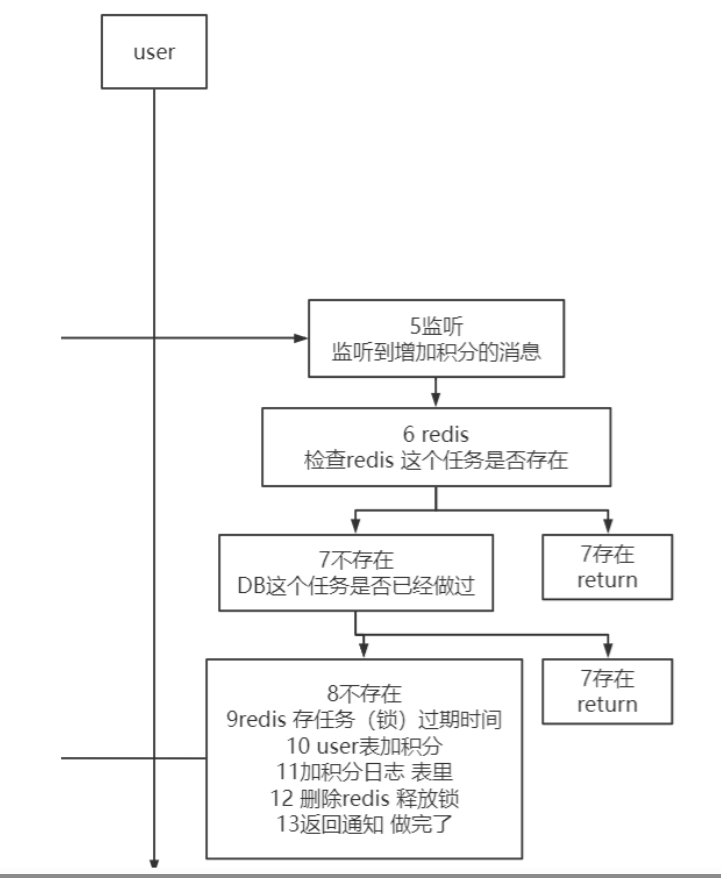 user
5监听
监听到增加积分的消息
6 redis
检查redis 这个任务是否存在
7不存在
DB这个任务是否已经做过
7存在
return
8不存在
9redis 存任务（锁）过期时间
10 user表加积分
11加积分日志 表里
12 删除redis 释放锁
13返回通知 做完了
7存在
return